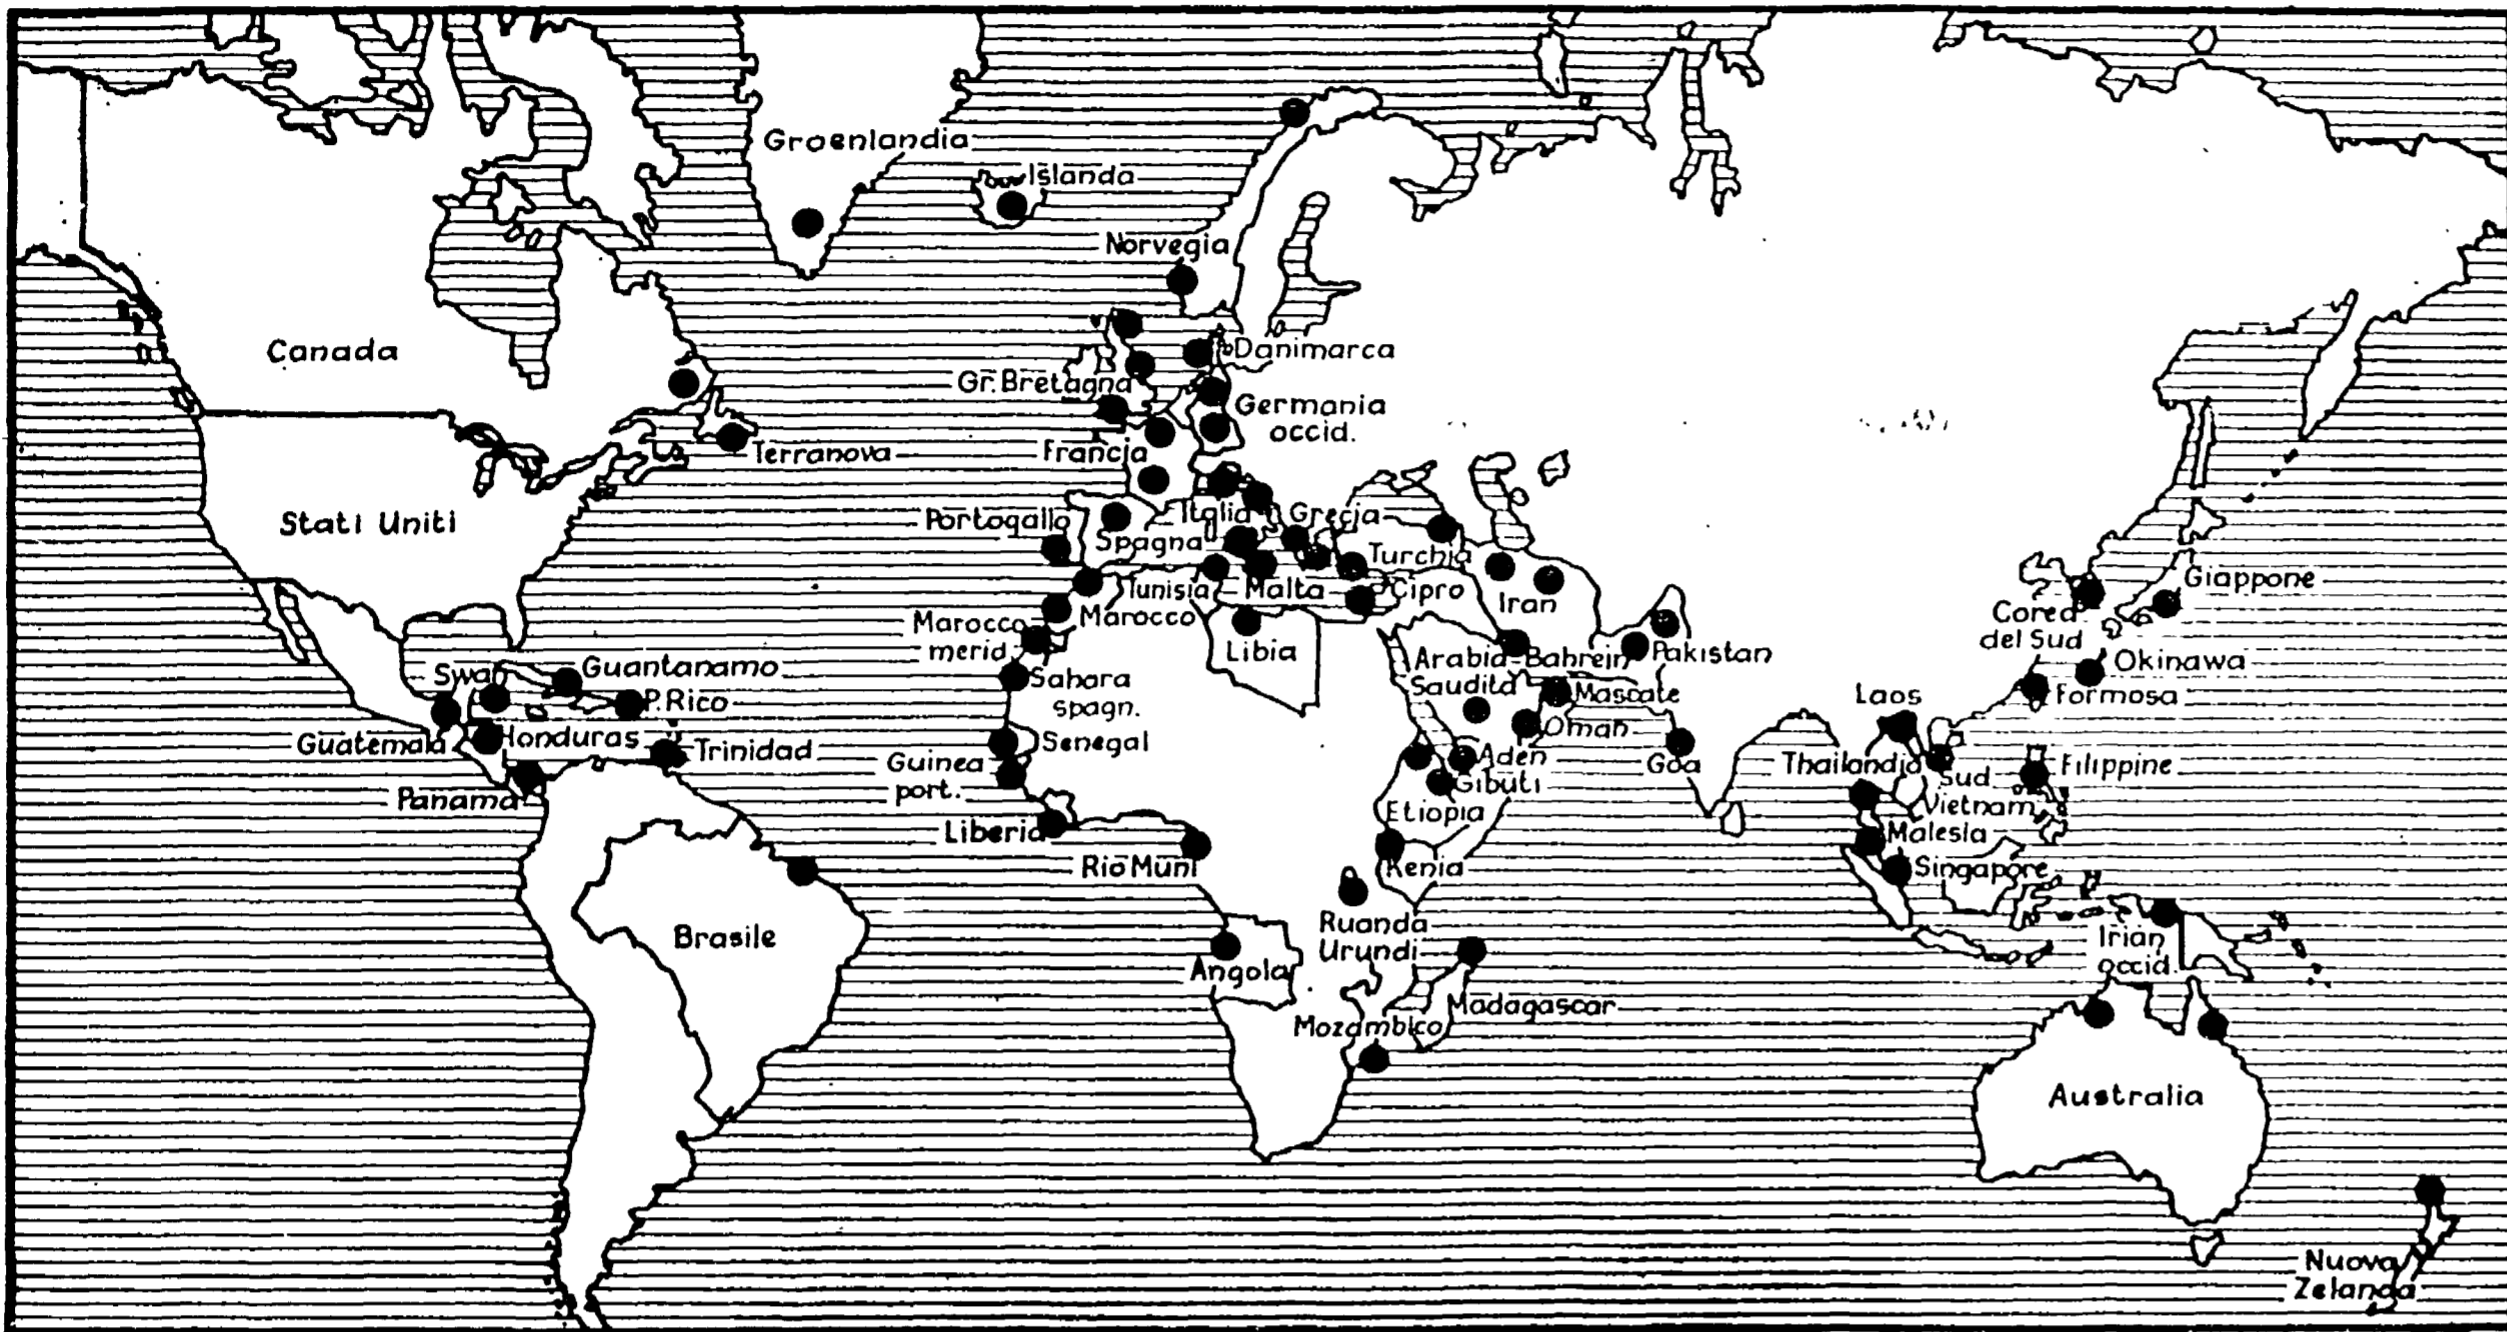 Groenlandia
Islanda
Norvegia
Canada
Danimarca
Gr. Bretagna
Germania
occid.
Terranova
Francia
Stati Uniti
Portogallo
Spagna
Italia
Grecia
Turchia
Tunisia
Malta
Cipro
Iran
Marocco
Marocco
merid.
Libia
Arabia
Saudita
Bahrein
Pakistan
Giappone
Corea
del Sud
Okinawa
Formosa
Swan
Guantanamo
P. Rico
Sahara
spagn.
Mascate
Oman
Laos
Guatemala
Honduras
Trinidad
Senegal
Guinea
port.
Aden
Gibuti
Goa
Thailandia
Sud
Vietnam
Filippine
Panama
Liberia
Etiopia
Malesia
Rio Muni
Kenia
Singapore
Brasile
Ruanda
Urundi
Angola
Irian
occid.
Madagascar
Mozambico
Australia
Nuova
Zelanda